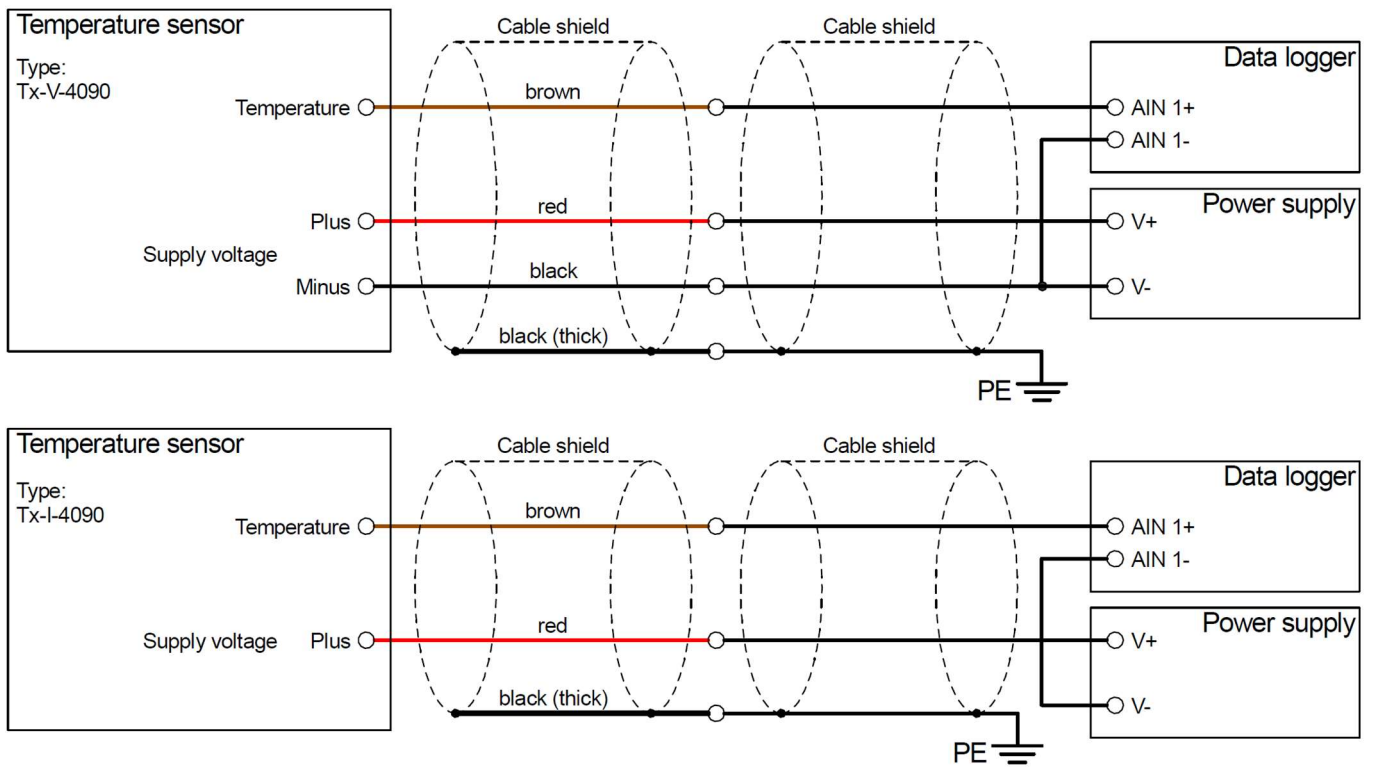 Temperature sensor
Type:
Tx-V-4090
Cable shield
Cable shield
Data logger
Temperature
brown
AIN 1+
AIN 1-
Power supply
Plus
red
V+
Supply voltage
Minus
black
V-
black (thick)
PE
Temperature sensor
Type:
Tx-I-4090
Cable shield
Cable shield
Data logger
Temperature
brown
AIN 1+
AIN 1-
Power supply
Supply voltage Plus
red
V+
black (thick)
V-
PE